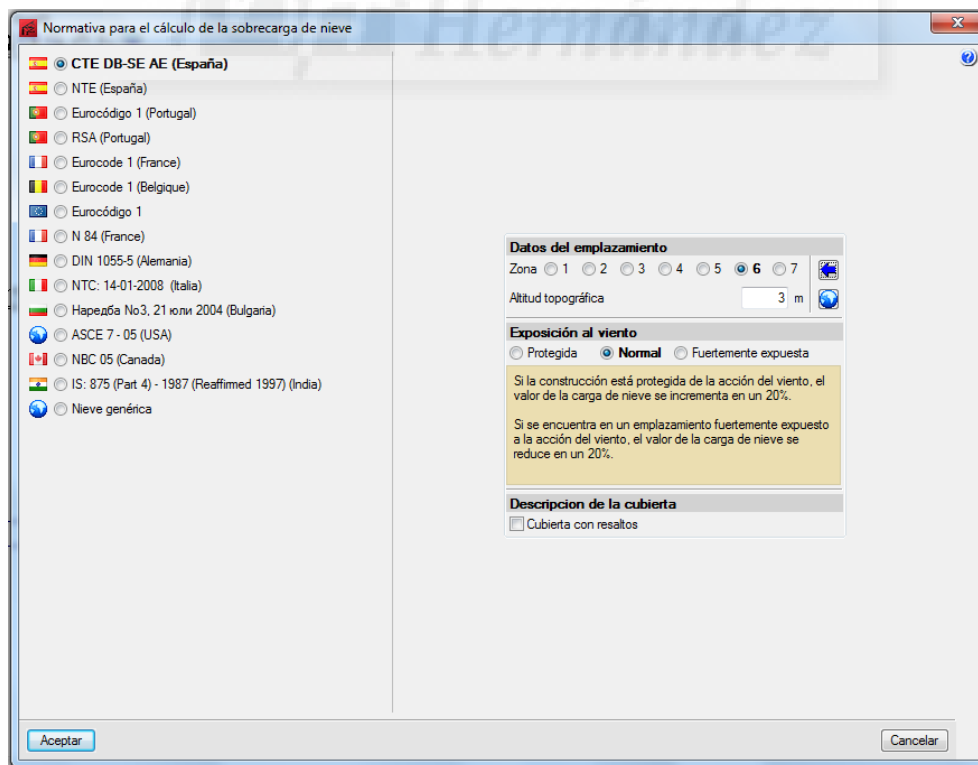 Hernández
Normativa para el cálculo de la sobrecarga de nieve
CTE DB-SE AE (España)
NTE (España)
Eurocódigo 1 (Portugal)
RSA (Portugal)
Eurocode 1 (France)
Eurocode 1 (Belgique)
Eurocódigo 1
N 84 (France)
DIN 1055-5 (Alemania)
NTC: 14-01-2008 (Italia)
Наредба No3, 21 юли 2004 (Bulgaria)
ASCE 7 - 05 (USA)
NBC 05 (Canada)
IS: 875 (Part 4) - 1987 (Reaffirmed 1997) (India)
Nieve genérica
Datos del emplazamiento
Zona 1 2 3 4 5 6 7
Altitud topográfica 3 m
Exposición al viento
Protegida Normal Fuertemente expuesta
Si la construcción está protegida de la acción del viento, el
valor de la carga de nieve se incrementa en un 20%.
Si se encuentra en un emplazamiento fuertemente expuesto
a la acción del viento, el valor de la carga de nieve se
reduce en un 20%.
Descripcion de la cubierta
Cubierta con resaltos
Aceptar Cancelar